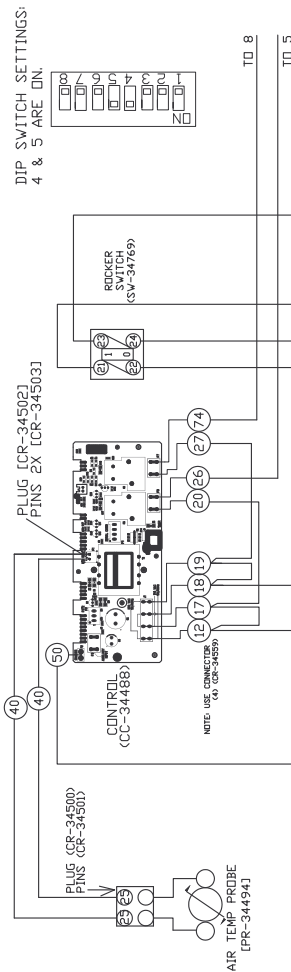 DIP SWITCH SETTINGS:
4 & 5 ARE ON.
8
7
6
5
4
3
2
1
ON
TO 8
TO 5
ROCKER
SWITCH
(SW-34769)
21
23
1
0
22
24
PLUG [CR-34502]
PINS 2X [CR-34503]
74
27
26
20
19
18
17
12
NOTE: USE CONNECTOR
(4) (CR-34559)
CONTROL
(CC-34488)
50
40
40
PLUG (CR-34500)
PINS (CR-34501)
25
25
AIR TEMP PROBE
[PR-34494]